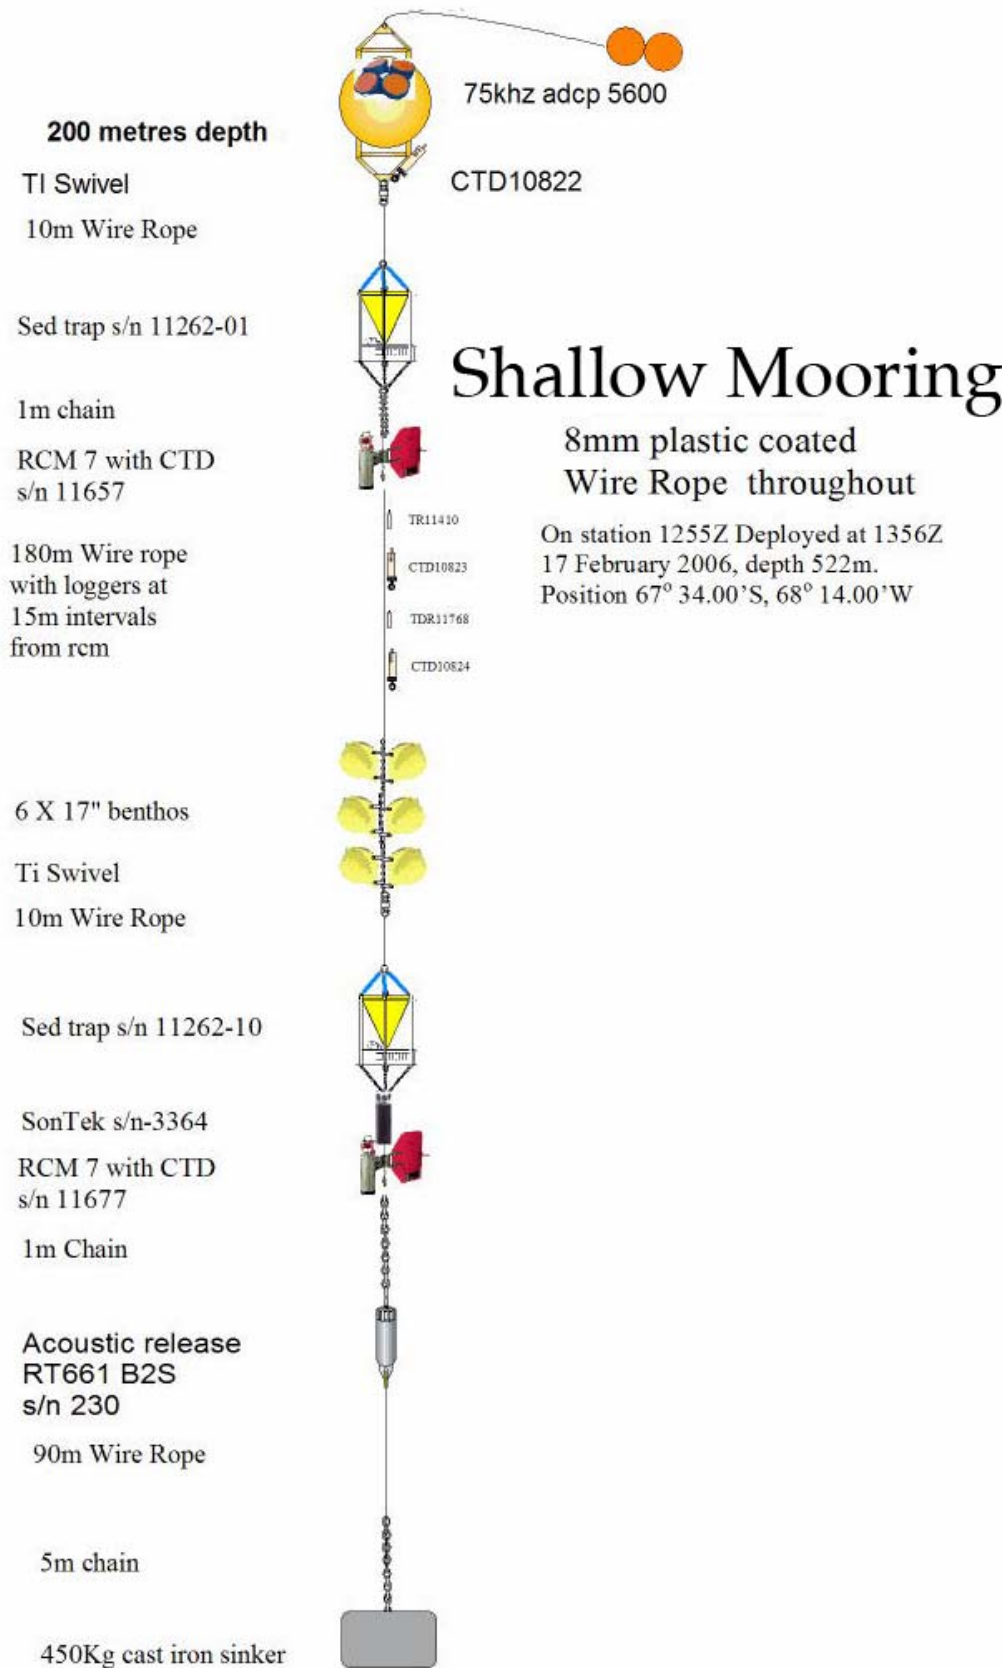 75khz adcp 5600
200 metres depth
TI Swivel
CTD10822
10m Wire Rope
Sed trap s/n 11262-01
Shallow Mooring
1m chain
8mm plastic coated
Wire Rope throughout
RCM 7 with CTD
s/n 11657
On station 1255Z Deployed at 1356Z
17 February 2006, depth 522m.
Position 67° 34.00'S, 68° 14.00'W
TR11410
180m Wire rope
with loggers at
15m intervals
from rcm
CTD10823
TDR11768
CTD10824
6 X 17" benthos
Ti Swivel
10m Wire Rope
Sed trap s/n 11262-10
SonTek s/n-3364
RCM 7 with CTD
s/n 11677
1m Chain
Acoustic release
RT661 B2S
s/n 230
90m Wire Rope
5m chain
450Kg cast iron sinker